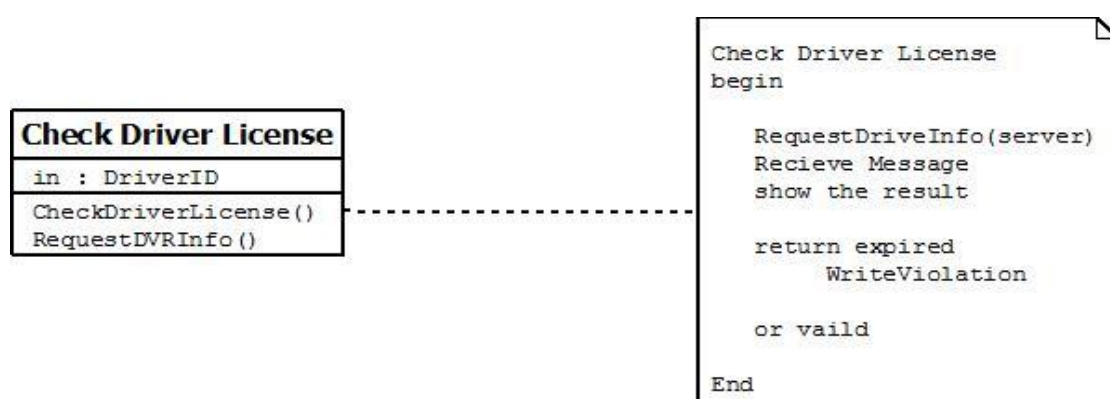 Check Driver License
in : DriverID
CheckDriverLicense()
RequestDVRInfo()
Check Driver License
begin
RequestDriveInfo(server)
Recieve Message
show the result
return expired
WriteViolation
or vaild
End